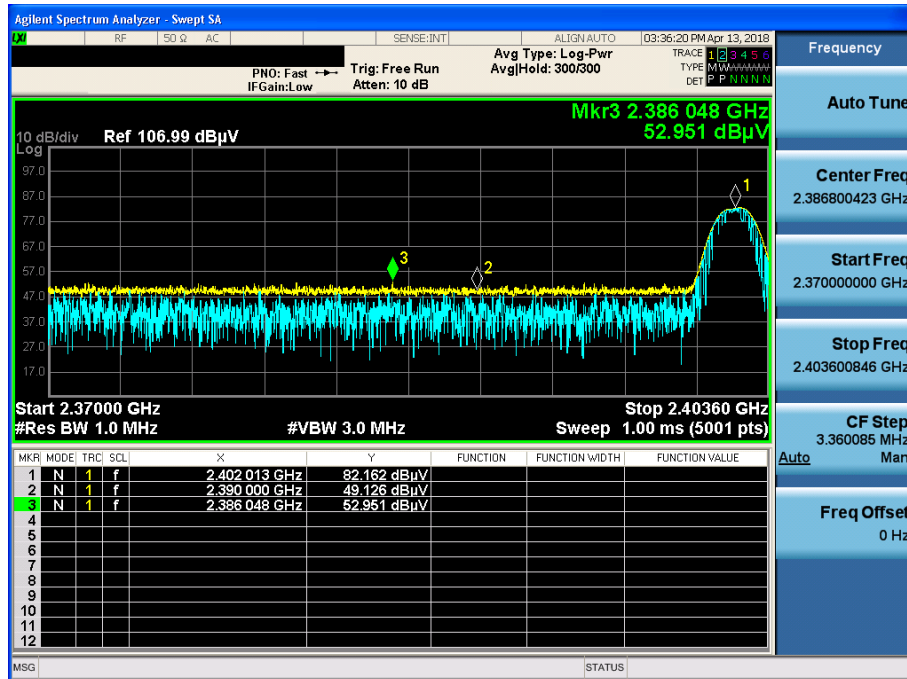 Agilent Spectrum Analyzer - Swept SA
LXI RF 50 Ω AC SENSE:INT ALIGN AUTO 03:36:20 PM Apr 13, 2018
PNO: Fast Trig: Free Run Avg Type: Log-Pwr TRACE 1 2 3 4 5 6
IFGain:Low Atten: 10 dB Avg|Hold: 300/300 TYPE M W
DET P P N N N N
Mkr3 2.386 048 GHz
52.951 dBµV
10 dB/div Ref 106.99 dBµV
Log
97.0
87.0
77.0
67.0
57.0
47.0
37.0
27.0
17.0
1
2
3
Start 2.37000 GHz Stop 2.40360 GHz
#Res BW 1.0 MHz #VBW 3.0 MHz Sweep 1.00 ms (5001 pts)
MKR MODE TRC SCL X Y FUNCTION FUNCTION WIDTH FUNCTION VALUE
1 N 1 f 2.402 013 GHz 82.162 dBµV
2 N 1 f 2.390 000 GHz 49.126 dBµV
3 N 1 f 2.386 048 GHz 52.951 dBµV
4
5
6
7
8
9
10
11
12
MSG STATUS
Frequency
Auto Tune
Center Freq
2.386800423 GHz
Start Freq
2.370000000 GHz
Stop Freq
2.403600846 GHz
CF Step
3.360085 MHz
Auto Man
Freq Offset
0 Hz